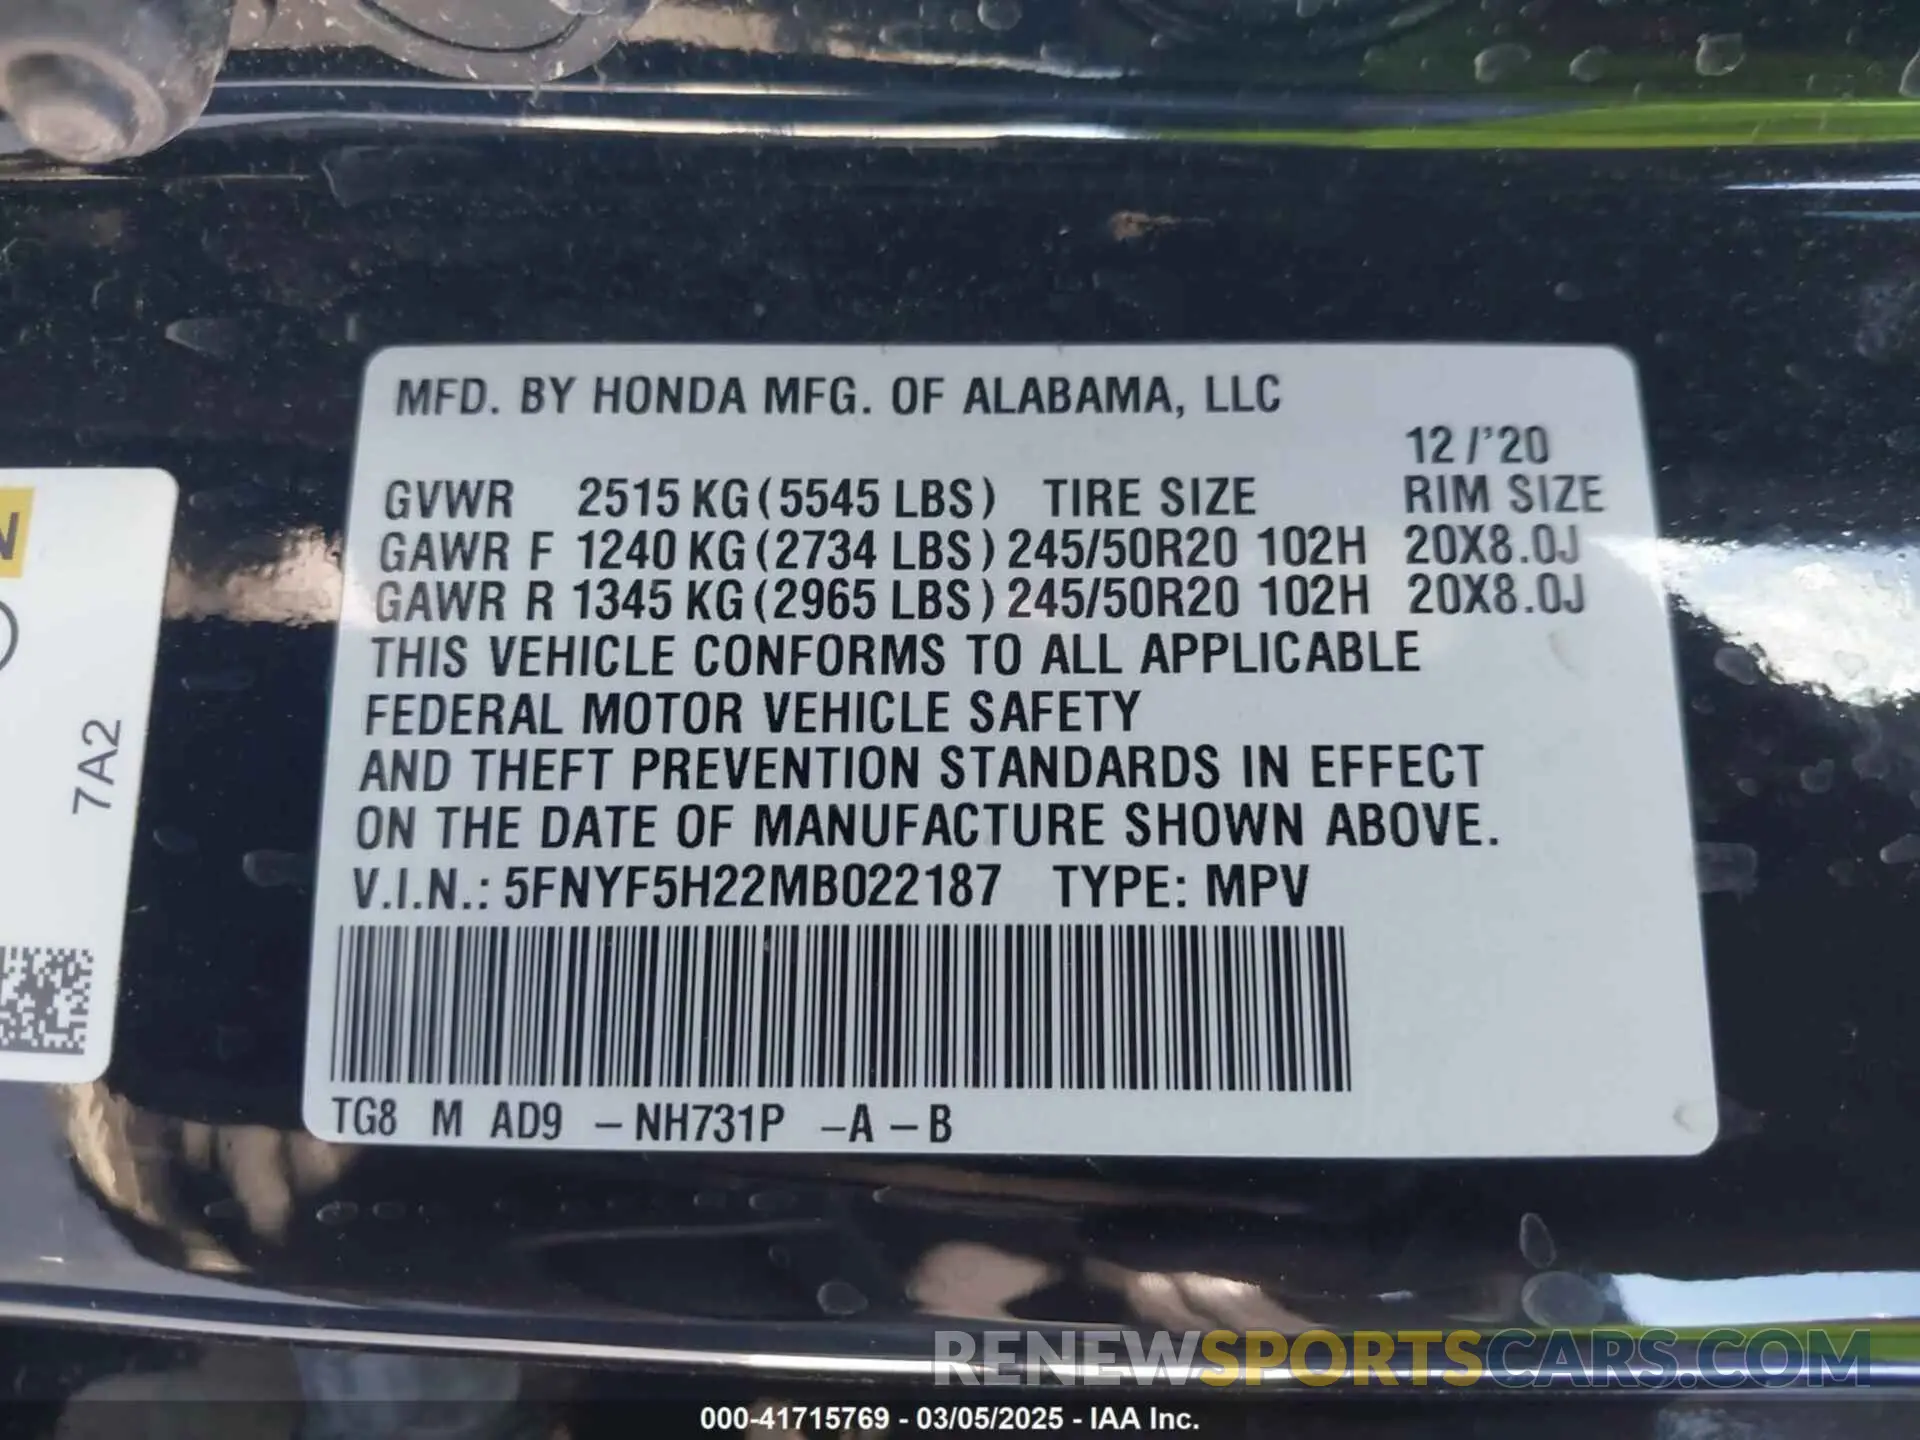 MFD. BY HONDA MFG. OF ALABAMA, LLC
12 /'20
GVWR 2515 KG (5545 LBS) TIRE SIZE RIM SIZE
GAWR F 1240 KG (2734 LBS) 245/50R20 102H 20X8.0J
GAWR R 1345 KG (2965 LBS) 245/50R20 102H 20X8.0J
THIS VEHICLE CONFORMS TO ALL APPLICABLE
FEDERAL MOTOR VEHICLE SAFETY
AND THEFT PREVENTION STANDARDS IN EFFECT
ON THE DATE OF MANUFACTURE SHOWN ABOVE.
V.I.N.: 5FNYF5H22MB022187 TYPE: MPV
TG8 M AD9 –NH731P –A –B
7A2
RENEWSPORTSCARS.COM
000-41715769 - 03/05/2025 - IAA Inc.